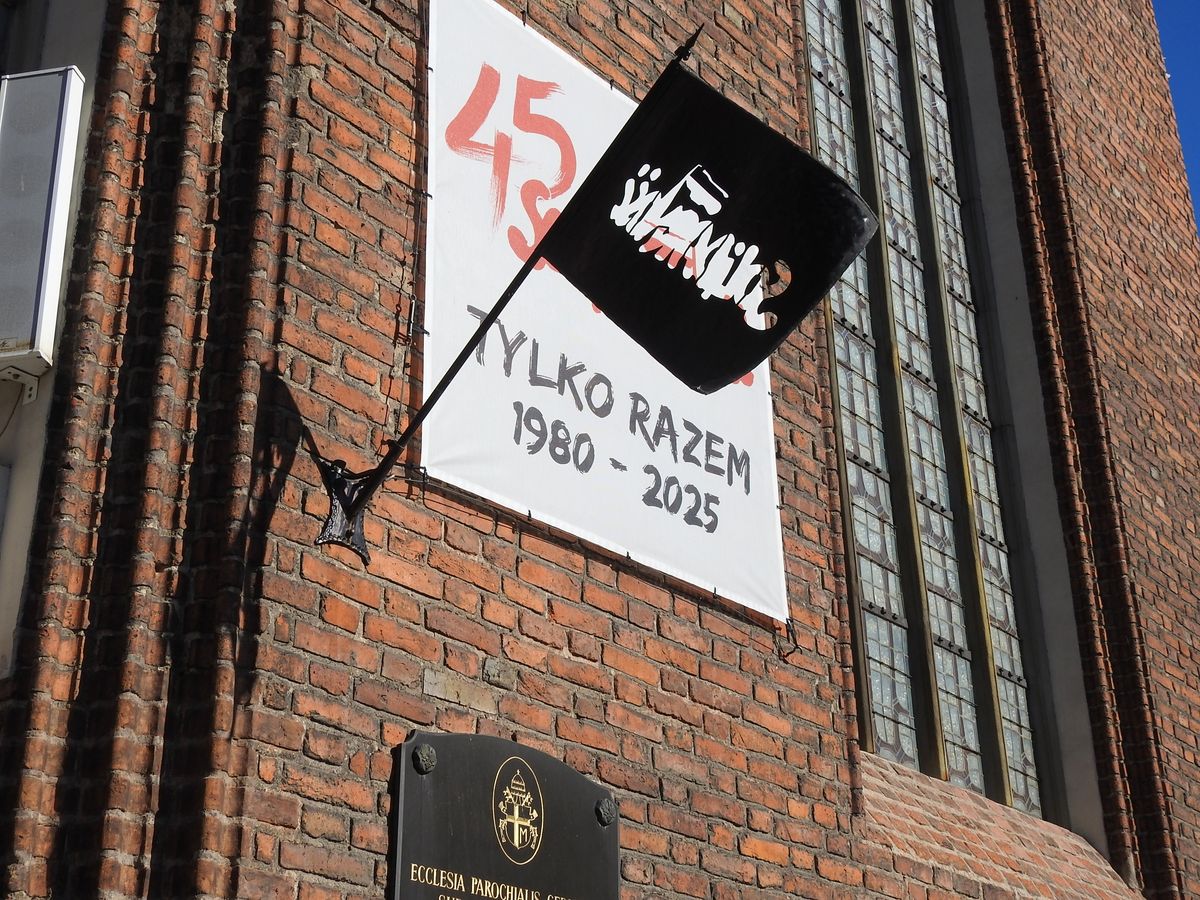 45
TYLKO RAZEM
1980 - 2025
ECCLESIA PAROCHIALIS